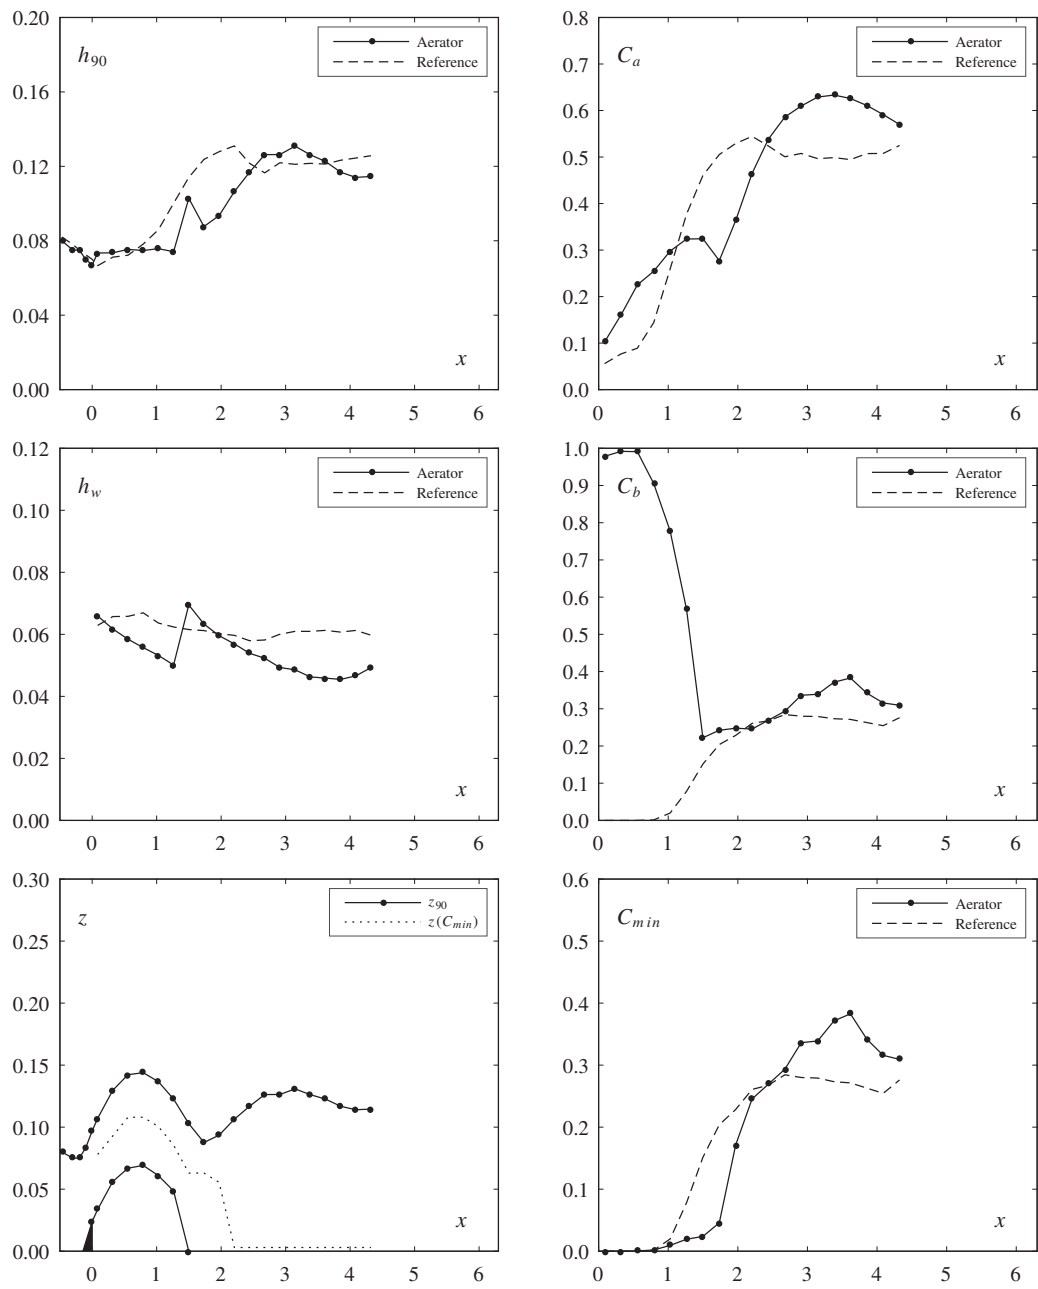 0.20
0.16
0.12
0.08
0.04
0.00
h90
Aerator
Reference
x
0 1 2 3 4 5 6
0.8
0.7
0.6
0.5
0.4
0.3
0.2
0.1
0.0
Ca
Aerator
Reference
x
0 1 2 3 4 5 6
0.12
0.10
0.08
0.06
0.04
0.02
0.00
hw
Aerator
Reference
x
0 1 2 3 4 5 6
1.0
0.9
0.8
0.7
0.6
0.5
0.4
0.3
0.2
0.1
0.0
Cb
Aerator
Reference
x
0 1 2 3 4 5 6
0.30
0.25
0.20
0.15
0.10
0.05
0.00
z
z90
z(Cmin)
x
0 1 2 3 4 5 6
0.6
0.5
0.4
0.3
0.2
0.1
0.0
Cmin
Aerator
Reference
x
0 1 2 3 4 5 6